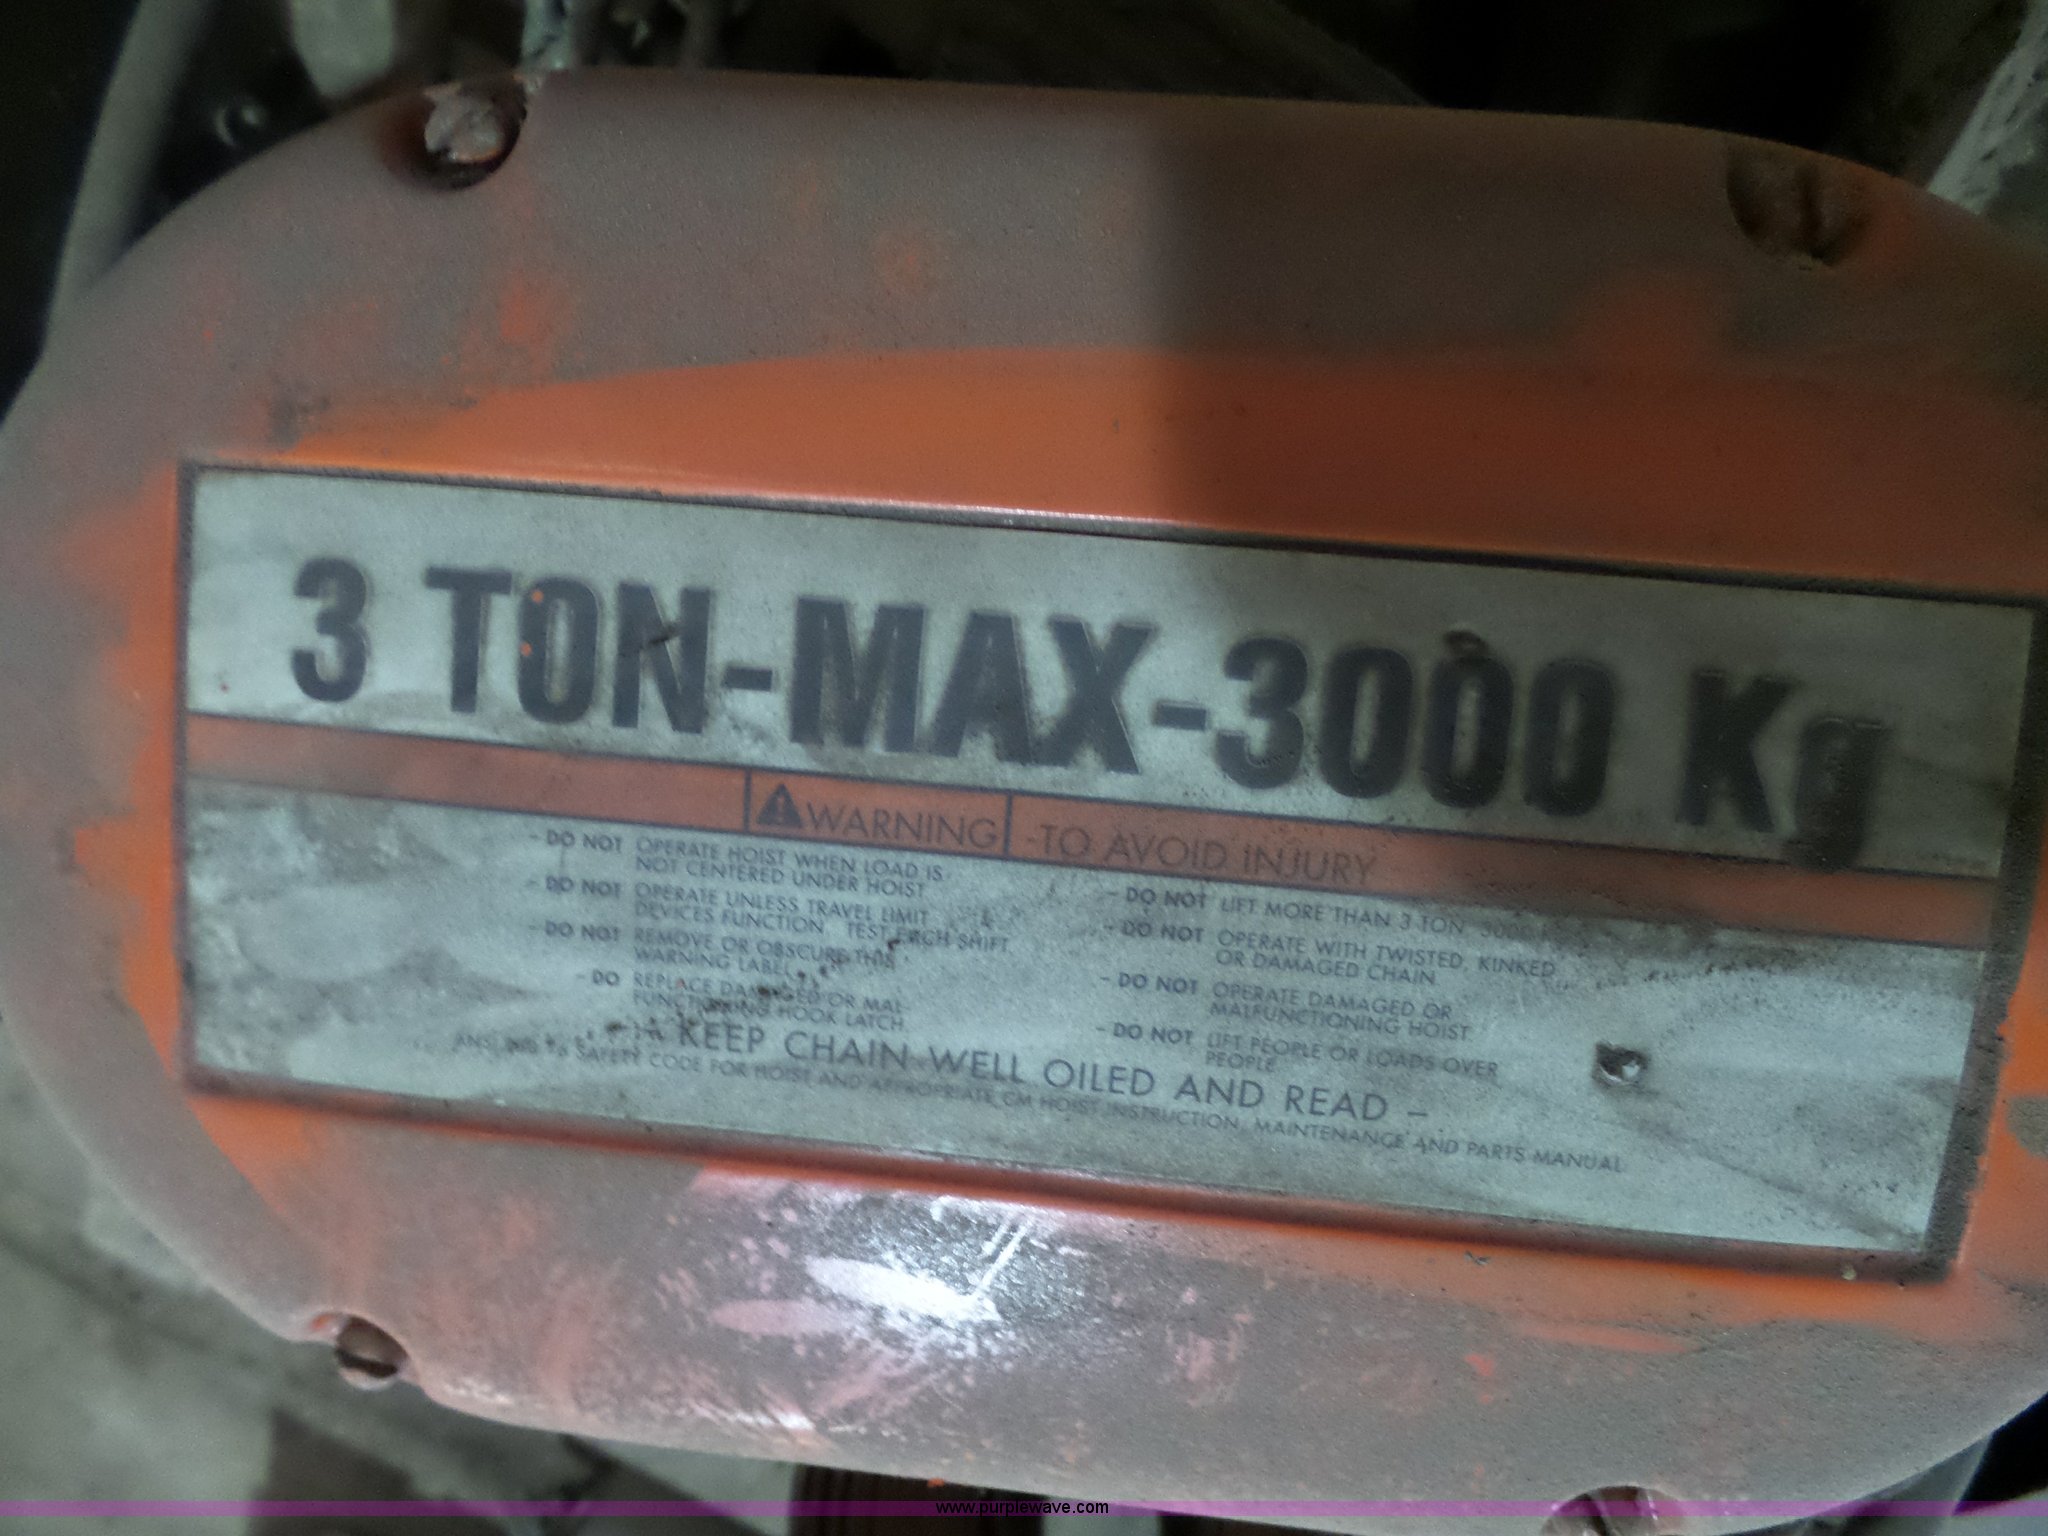 3 TON-MAX-3000 Kg
WARNING -TO AVOID INJURY
- DO NOT OPERATE HOIST WHEN LOAD IS
NOT CENTERED UNDER HOIST
- DO NOT OPERATE UNLESS TRAVEL LIMIT
DEVICES FUNCTION. TEST EACH SHIFT
- DO NOT REMOVE OR OBSCURE THIS
WARNING LABEL
- DO REPLACE DAMAGED OR MAL-
FUNCTIONING HOOK LATCH
- DO NOT LIFT MORE THAN 3 TON, 3000
- DO NOT OPERATE WITH TWISTED, KINKED
OR DAMAGED CHAIN
- DO NOT OPERATE DAMAGED OR
MALFUNCTIONING HOIST
- DO NOT LIFT PEOPLE OR LOADS OVER
PEOPLE
- KEEP CHAIN WELL OILED AND READ -
SAFETY CODE FOR HOIST AND APPROPRIATE CM HOIST INSTRUCTION, MAINTENANCE AND PARTS MANUAL
www.purplewave.com